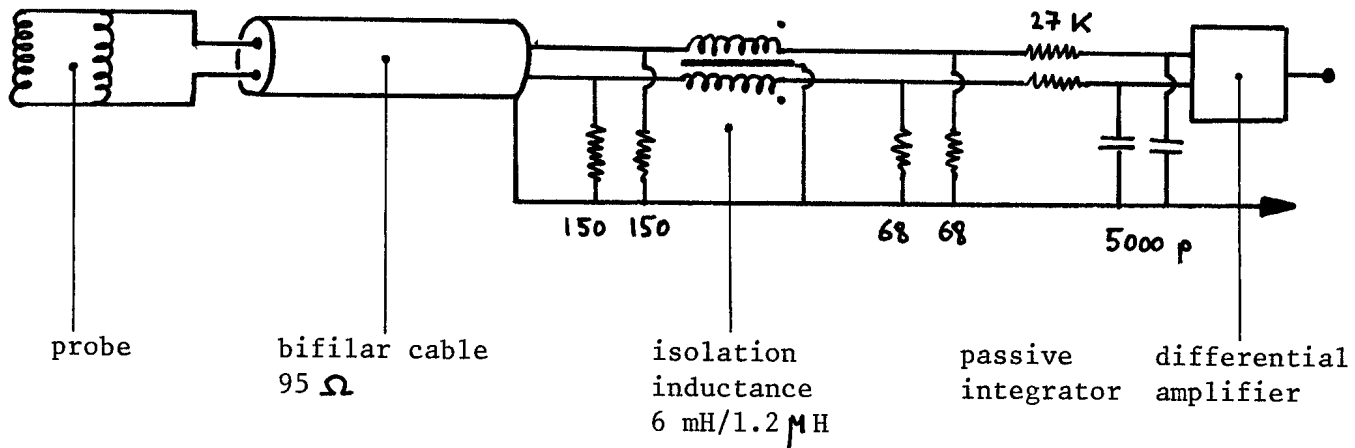 27 K
150 150
68 68
5000 p
probe
bifilar cable
95 Ω
isolation
inductance
6 mH/1.2 μH
passive
integrator
differential
amplifier